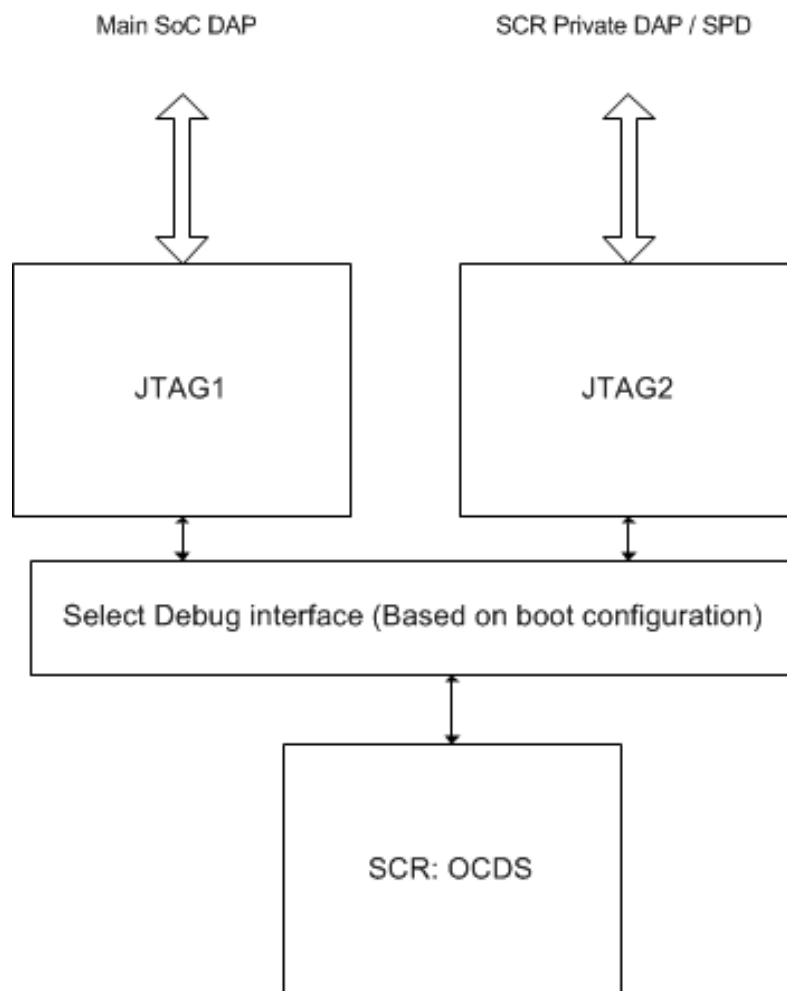 Main SoC DAP
SCR Private DAP / SPD
JTAG1
JTAG2
Select Debug interface (Based on boot configuration)
SCR: OCDS